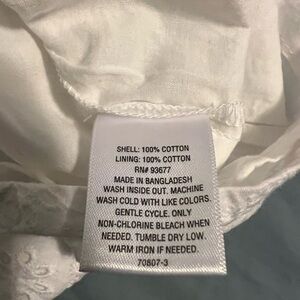 SHELL: 100% COTTON
LINING: 100% COTTON
RN# 93677
MADE IN BANGLADESH
WASH INSIDE OUT. MACHINE
WASH COLD WITH LIKE COLORS.
GENTLE CYCLE. ONLY
NON-CHLORINE BLEACH WHEN
NEEDED. TUMBLE DRY LOW.
WARM IRON IF NEEDED.
70807-3